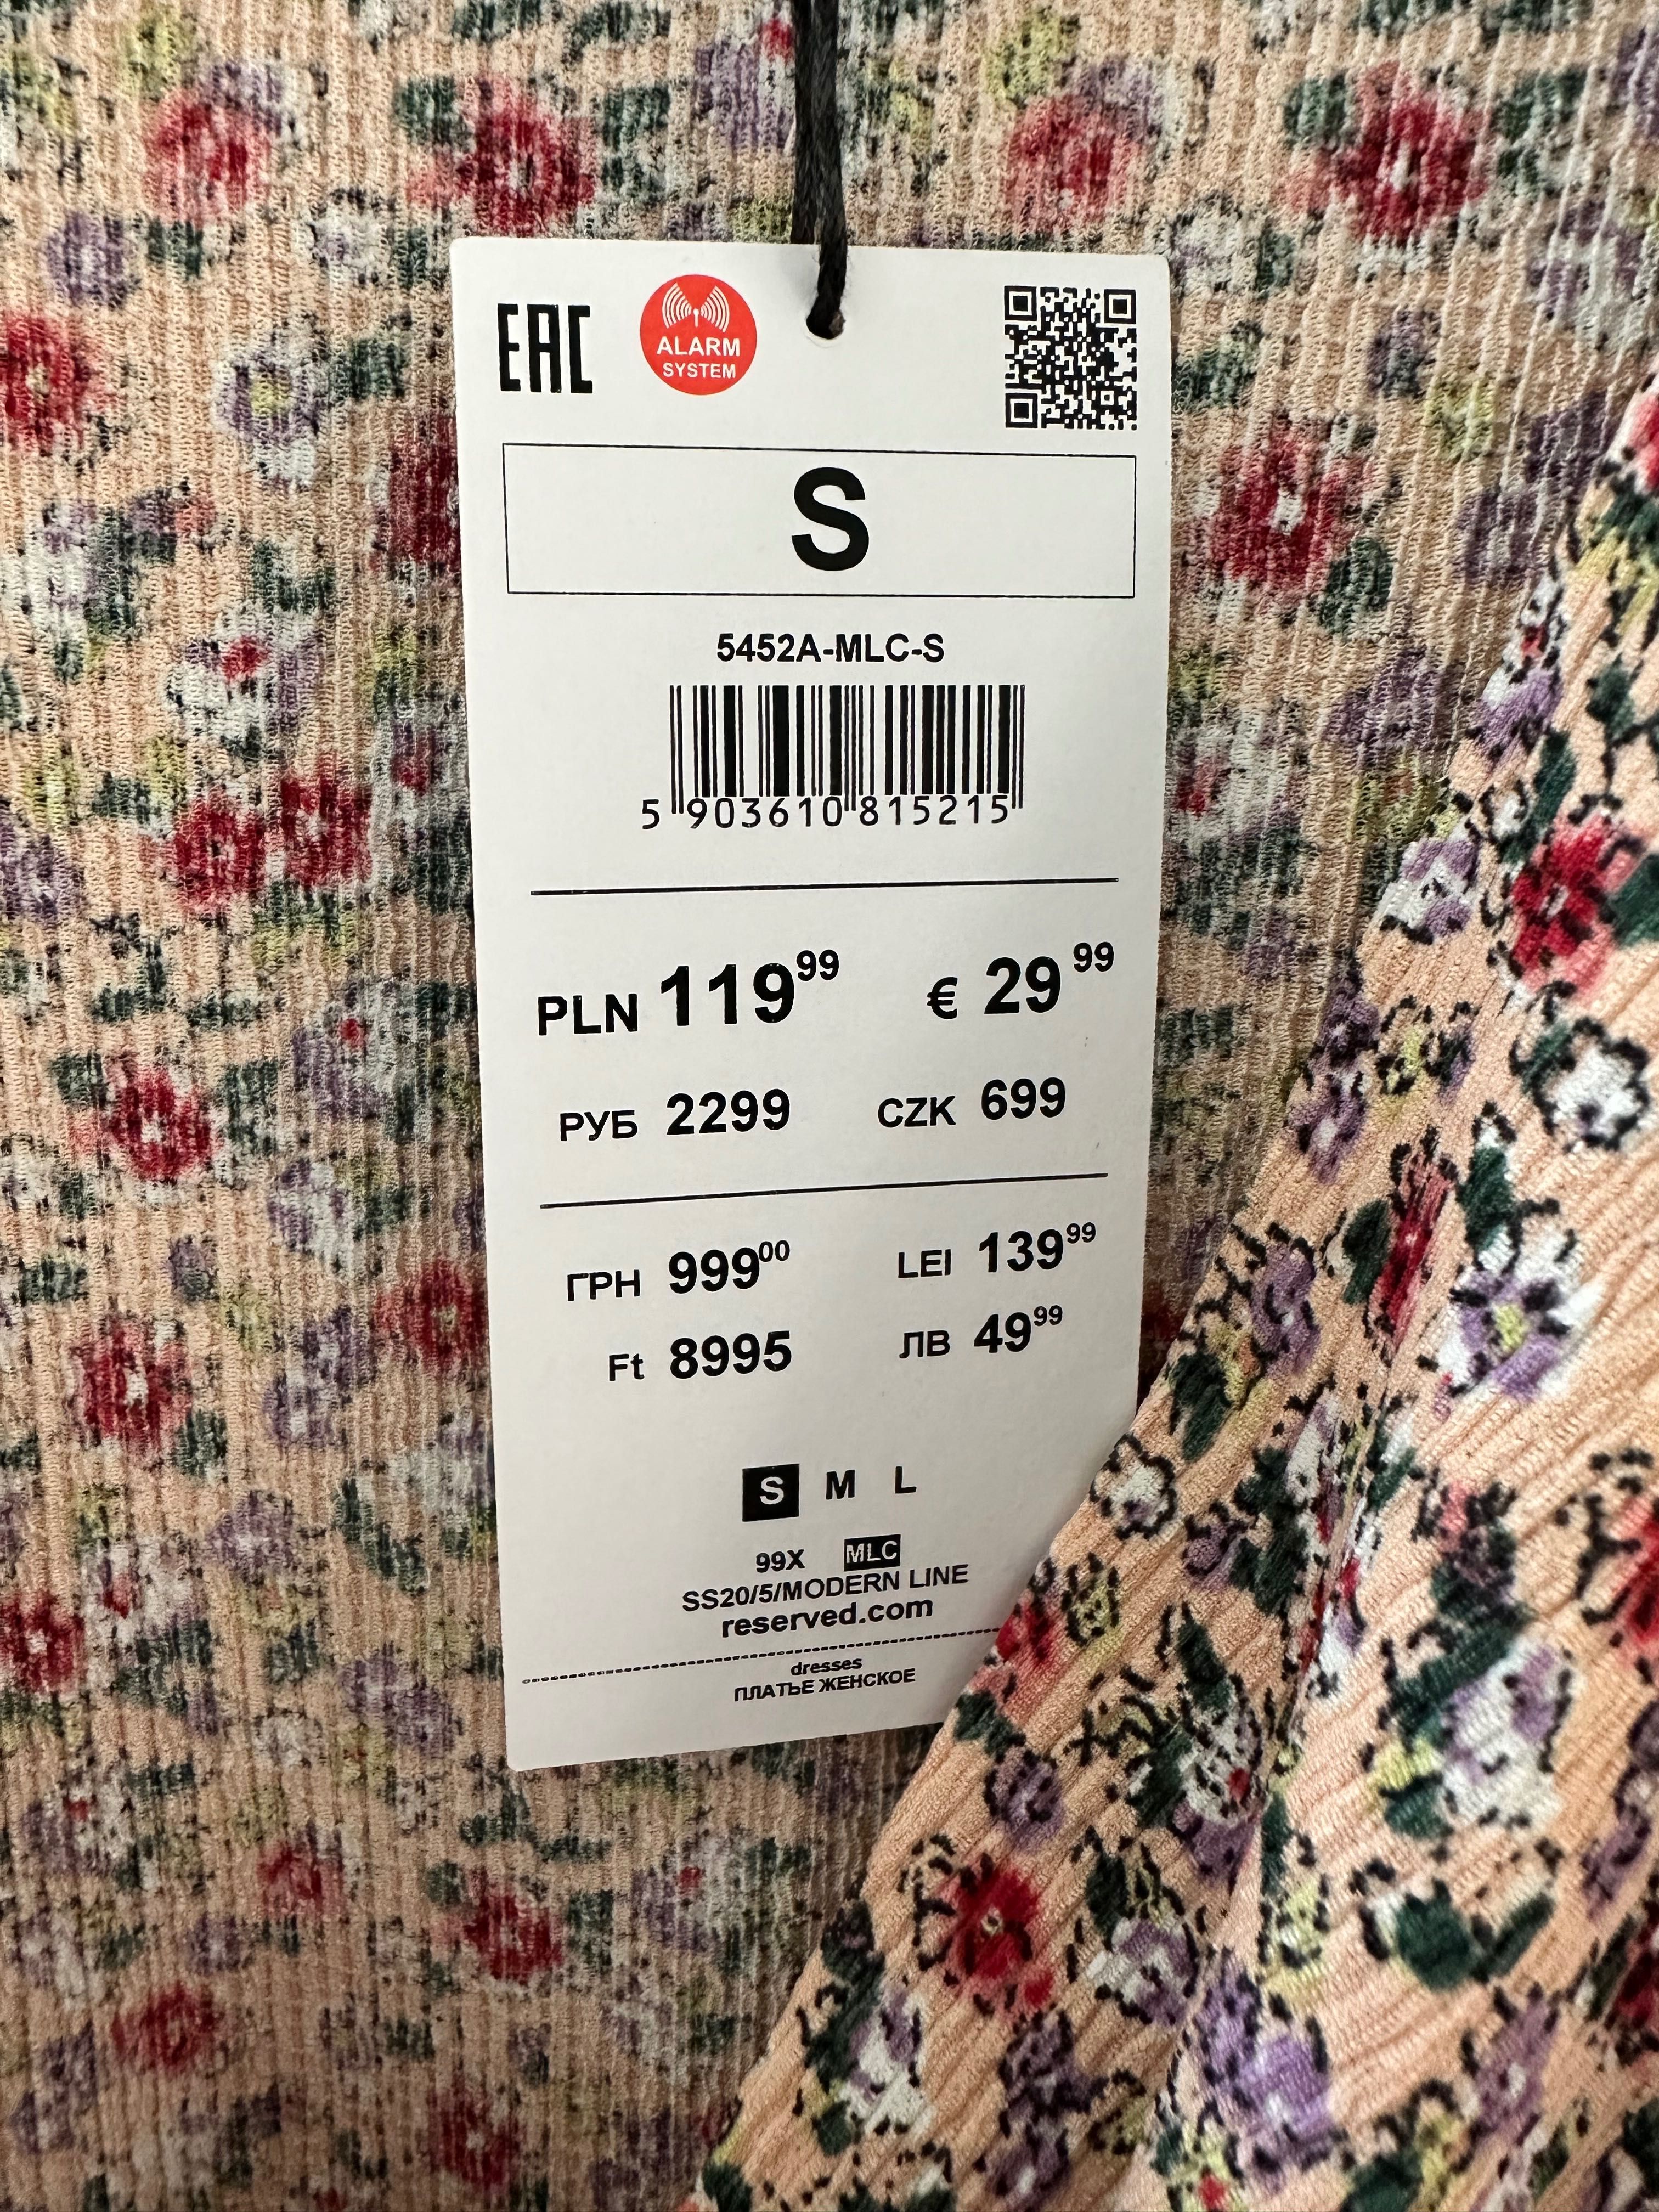 EAC
ALARM
SYSTEM
S
5452A-MLC-S
5 903610 815215
PLN 119 99 € 29 99
РУБ 2299 CZK 699
ГРН 999 00 LEI 139 99
Ft 8995 ЛВ 49 99
S M L
99X MLC
SS20/5/MODERN LINE
reserved.com
dresses
ПЛАТЬЕ ЖЕНСКОЕ